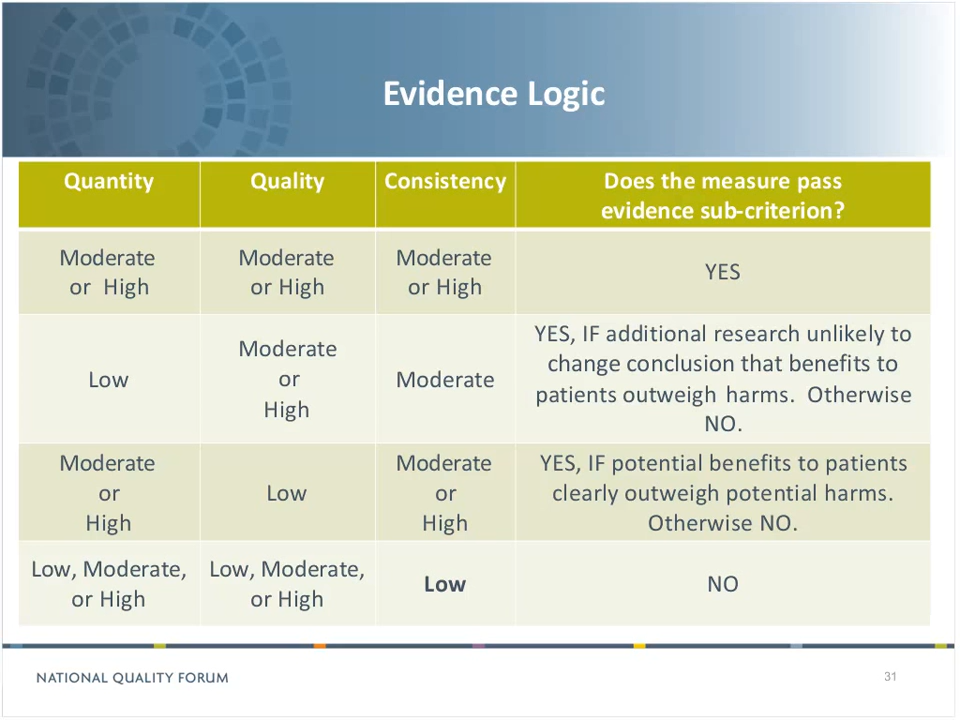 Evidence Logic
Quantity
Quality
Consistency
Does the measure pass
evidence sub-criterion?
Moderate
or High
Moderate
or High
Moderate
or High
YES
Low
Moderate
or
High
Moderate
YES, IF additional research unlikely to
change conclusion that benefits to
patients outweigh harms. Otherwise
NO.
Moderate
or
High
Low
Moderate
or
High
YES, IF potential benefits to patients
clearly outweigh potential harms.
Otherwise NO.
Low, Moderate,
or High
Low, Moderate,
or High
Low
NO
NATIONAL QUALITY FORUM
31